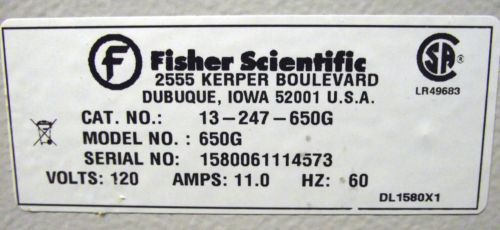 Fisher Scientific
2555 KERPER BOULEVARD
DUBUQUE, IOWA 52001 U.S.A.
CAT. NO.: 13-247-650G
MODEL NO.: 650G
SERIAL NO: 1580061114573
VOLTS: 120 AMPS: 11.0 HZ: 60
SA
®
LR49683
DL1580X1